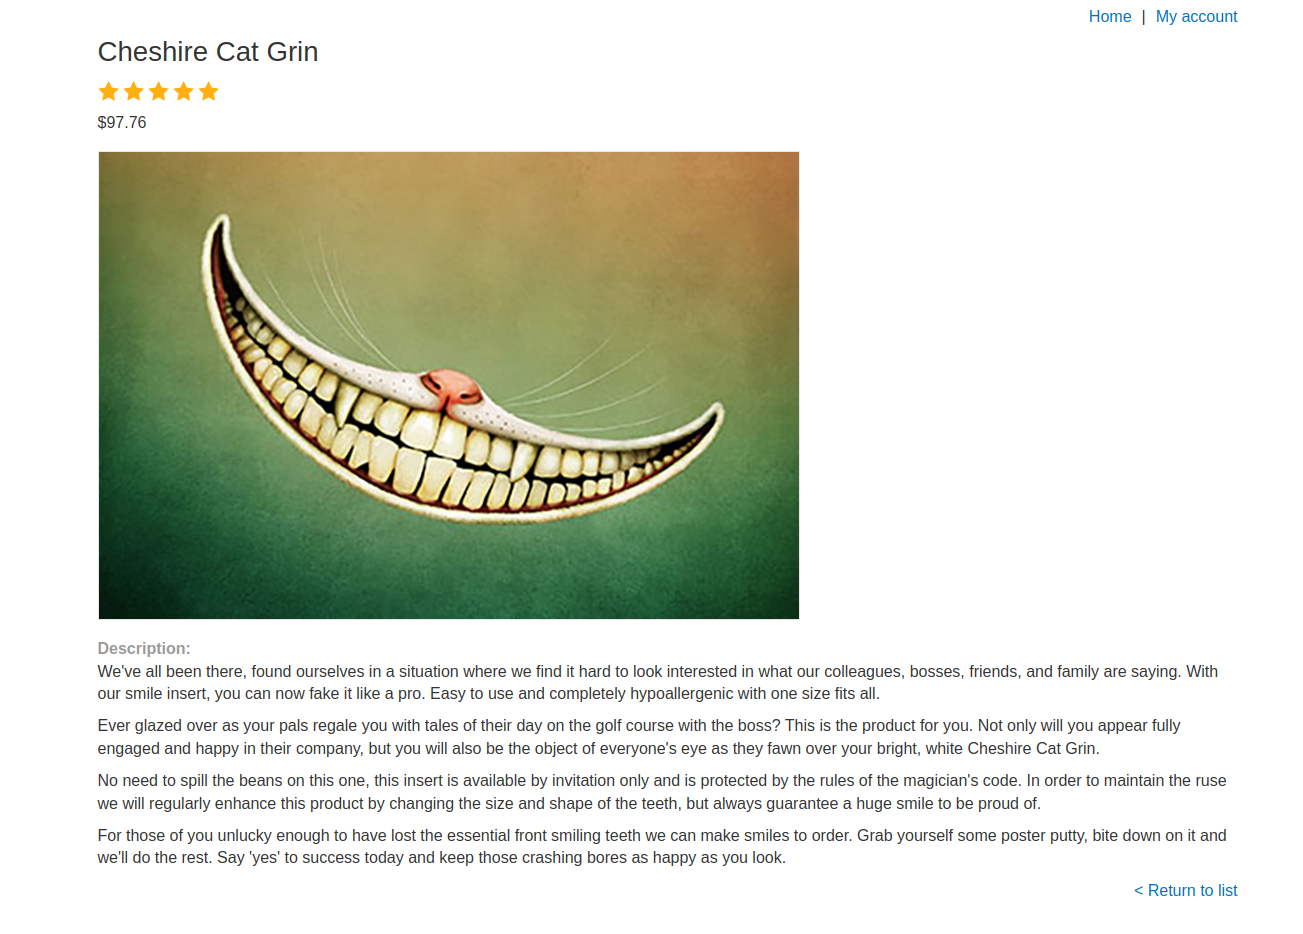 Home | My account
Cheshire Cat Grin
$97.76
Description:
We've all been there, found ourselves in a situation where we find it hard to look interested in what our colleagues, bosses, friends, and family are saying. With
our smile insert, you can now fake it like a pro. Easy to use and completely hypoallergenic with one size fits all.
Ever glazed over as your pals regale you with tales of their day on the golf course with the boss? This is the product for you. Not only will you appear fully
engaged and happy in their company, but you will also be the object of everyone's eye as they fawn over your bright, white Cheshire Cat Grin.
No need to spill the beans on this one, this insert is available by invitation only and is protected by the rules of the magician's code. In order to maintain the ruse
we will regularly enhance this product by changing the size and shape of the teeth, but always guarantee a huge smile to be proud of.
For those of you unlucky enough to have lost the essential front smiling teeth we can make smiles to order. Grab yourself some poster putty, bite down on it and
we'll do the rest. Say 'yes' to success today and keep those crashing bores as happy as you look.
< Return to list